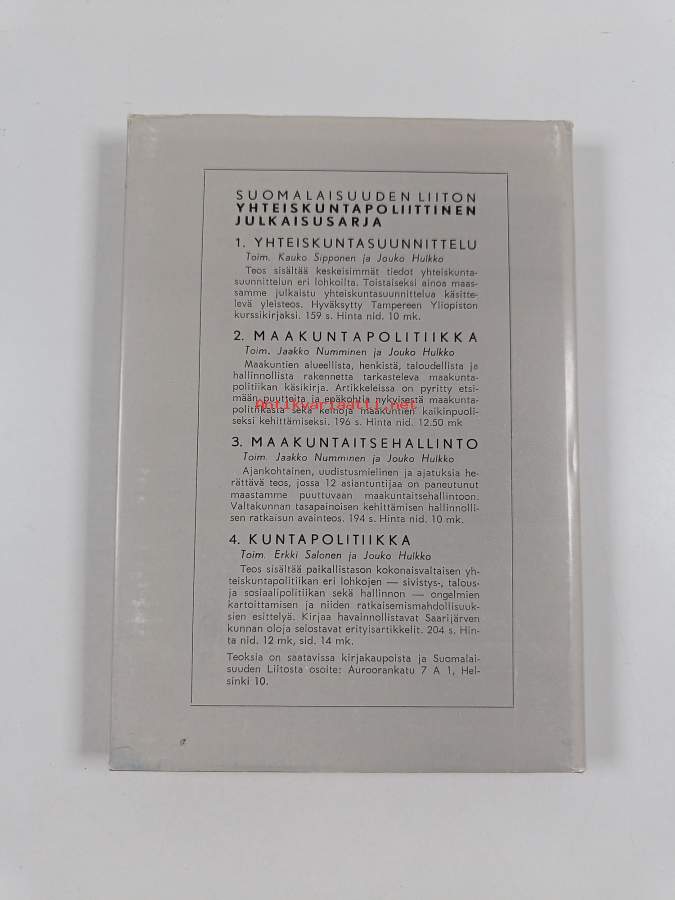 SUOMALAISUUDEN LIITON
YHTEISKUNTAPOLIITTINEN
JULKAISUSARJA
1. YHTEISKUNTASUUNNITTELU
Toim. Kauko Sipponen ja Jouko Hulkko
Teos sisältää keskeisimmät tiedot yhteiskunta-
suunnittelun eri lohkoilta. Toistaiseksi ainoa maas-
samme julkaistu yhteiskuntasuunnittelua käsitte-
levä yleisteos. Hyväksytty Tampereen Yliopiston
kurssikirjaksi. 159 s. Hinta nid. 10 mk.
2. MAAKUNTAPOLITIIKKA
Toim. Jaakko Numminen ja Jouko Hulkko
Maakuntien alueellista, henkistä, taloudellista ja
hallinnollista rakennetta tarkasteleva maakunta-
politiikan käsikirja. Artikkeleissa on pyritty etsi-
mään puutteita ja epäkohtia nykyisestä maakunta-
antikvariaatti.net
politiikasta sekä keinoja maakuntien kaikinpuoli-
seksi kehittämiseksi. 196 s. Hinta nid. 12.50 mk
3. MAAKUNTAITSEHALLINTO
Toim. Jaakko Numminen ja Jouko Hulkko
Ajankohtainen, uudistusmielinen ja ajatuksia he-
rättävä teos, jossa 12 asiantuntijaa on paneutunut
maastamme puuttuvaan maakuntaitsehallintoon.
Valtakunnan tasapainoisen kehittämisen hallinnolli-
sen ratkaisun avainteos. 194 s. Hinta nid. 10 mk.
4. KUNTAPOLITIIKKA
Toim. Erkki Salonen ja Jouko Hulkko
Teos sisältää paikallistason kokonaisvaltaisen yh-
teiskuntapolitiikan eri lohkojen — sivistys-, talous-
ja sosiaalipolitiikan sekä hallinnon — ongelmien
kartoittamisen ja niiden ratkaisemismahdollisuuk-
sien esittelyä. Kirjaa havainnollistavat Saarijärven
kunnan oloja selostavat erityisartikkelit. 204 s. Hin-
ta nid. 12 mk, sid. 14 mk.
Teoksia on saatavissa kirjakaupoista ja Suomalai-
suuden Liitosta osoite: Auroorankatu 7 A 1, Hel-
sinki 10.